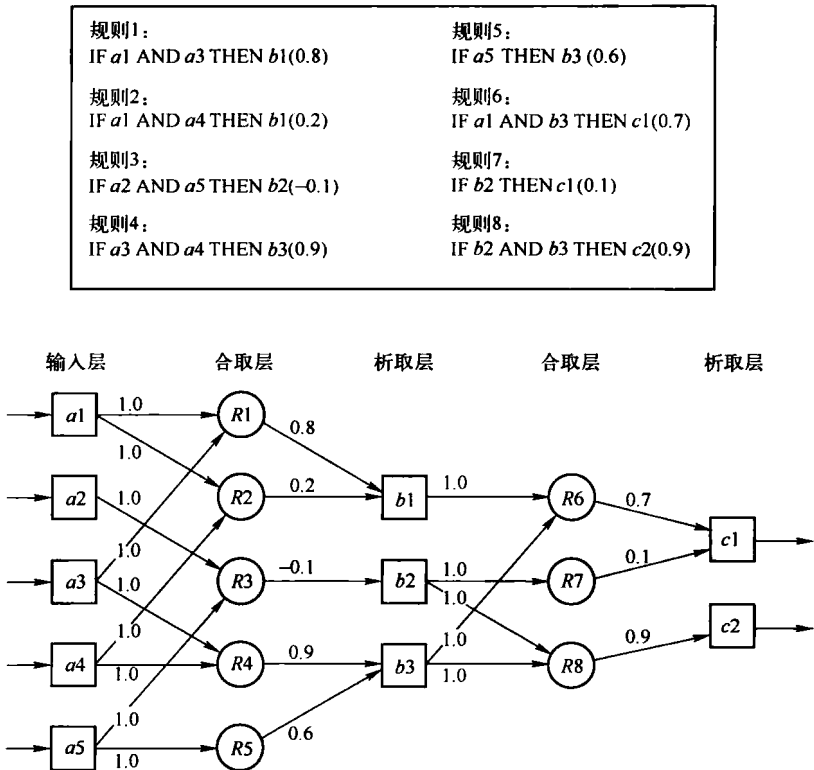 规则1：
IF a1 AND a3 THEN b1(0.8)
规则2：
IF a1 AND a4 THEN b1(0.2)
规则3：
IF a2 AND a5 THEN b2(−0.1)
规则4：
IF a3 AND a4 THEN b3(0.9)
规则5：
IF a5 THEN b3 (0.6)
规则6：
IF a1 AND b3 THEN c1(0.7)
规则7：
IF b2 THEN c1(0.1)
规则8：
IF b2 AND b3 THEN c2(0.9)
输入层 合取层 析取层 合取层 析取层
a1 1.0 R1 0.8
1.0
a2 1.0 R2 0.2 b1 1.0 R6 0.7
c1
1.0
a3 1.0 R3 −0.1 b2 1.0 R7 0.1
1.0
c2
1.0 1.0
a4 1.0 R4 0.9 b3 1.0 R8 0.9
1.0
a5 1.0 R5 0.6